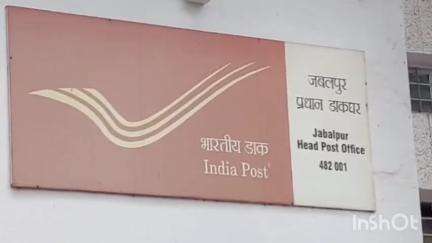 भारतीय डाक
India Post
जबलपुर
प्रधान डाकघर
Jabalpur
Head Post Office
482 001
InShOt